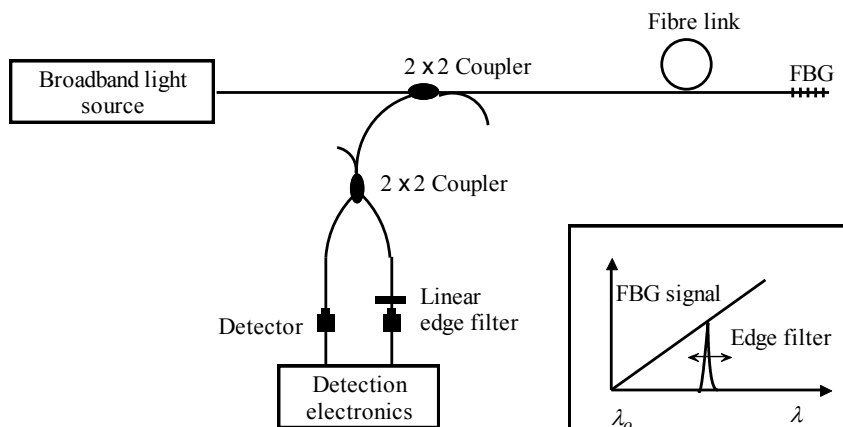 Fibre link
Broadband light
source
2 x 2 Coupler
FBG
2 x 2 Coupler
Detector
Linear
edge filter
Detection
electronics
FBG signal
Edge filter
λo
λ